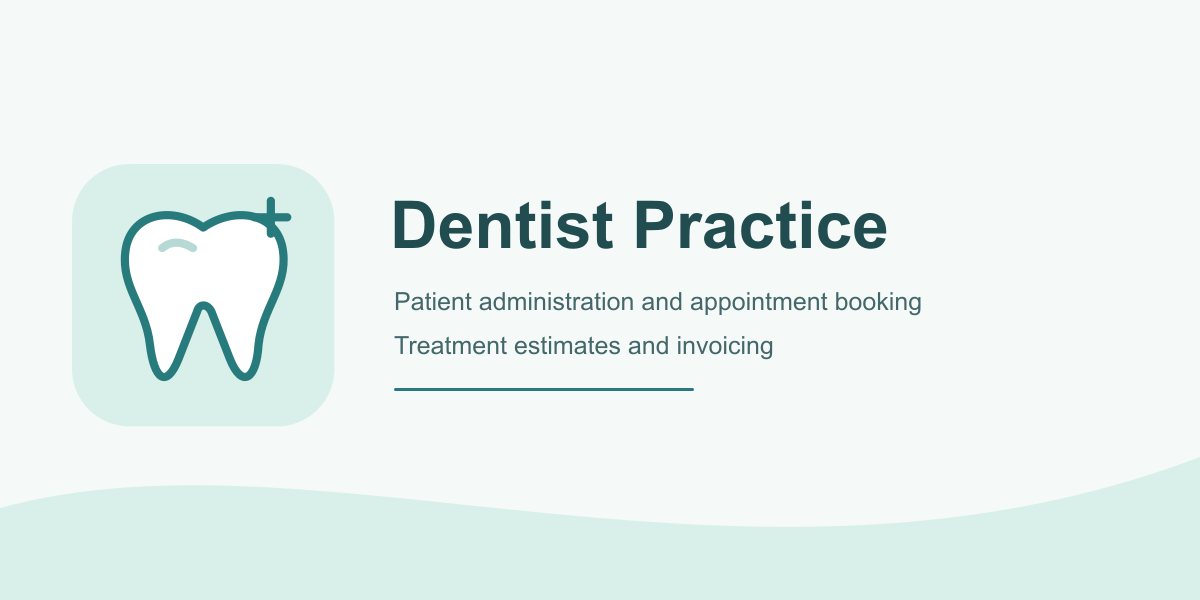 Dentist Practice
Patient administration and appointment booking
Treatment estimates and invoicing